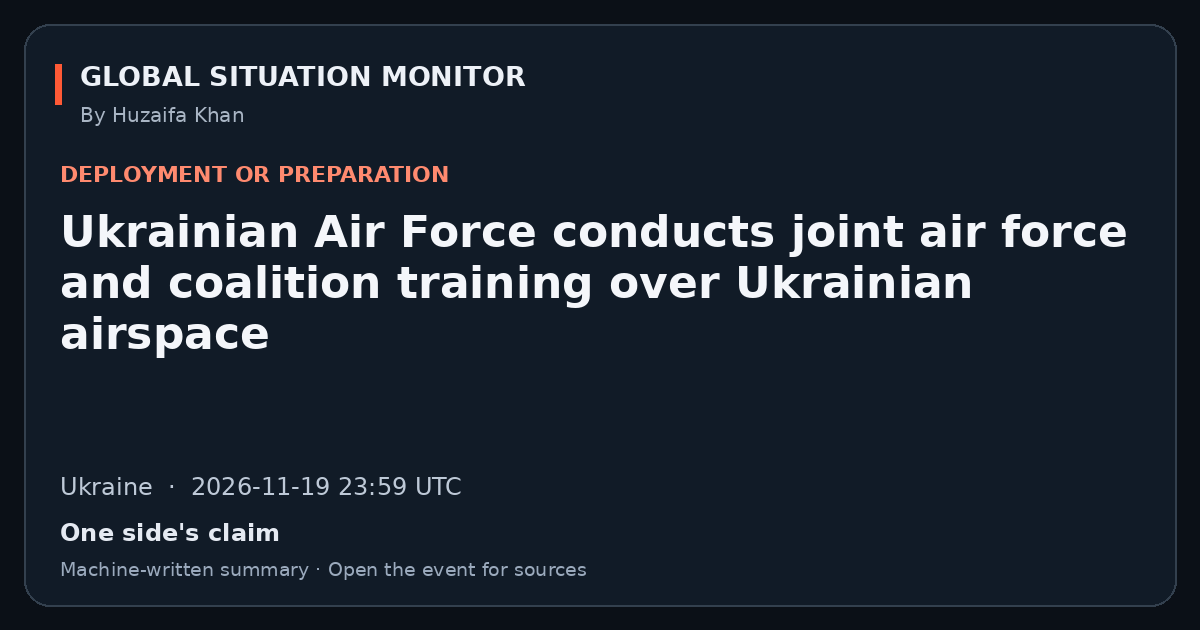 GLOBAL SITUATION MONITOR
By Huzaifa Khan
DEPLOYMENT OR PREPARATION
Ukrainian Air Force conducts joint air force
and coalition training over Ukrainian
airspace
Ukraine · 2026-11-19 23:59 UTC
One side's claim
Machine-written summary · Open the event for sources